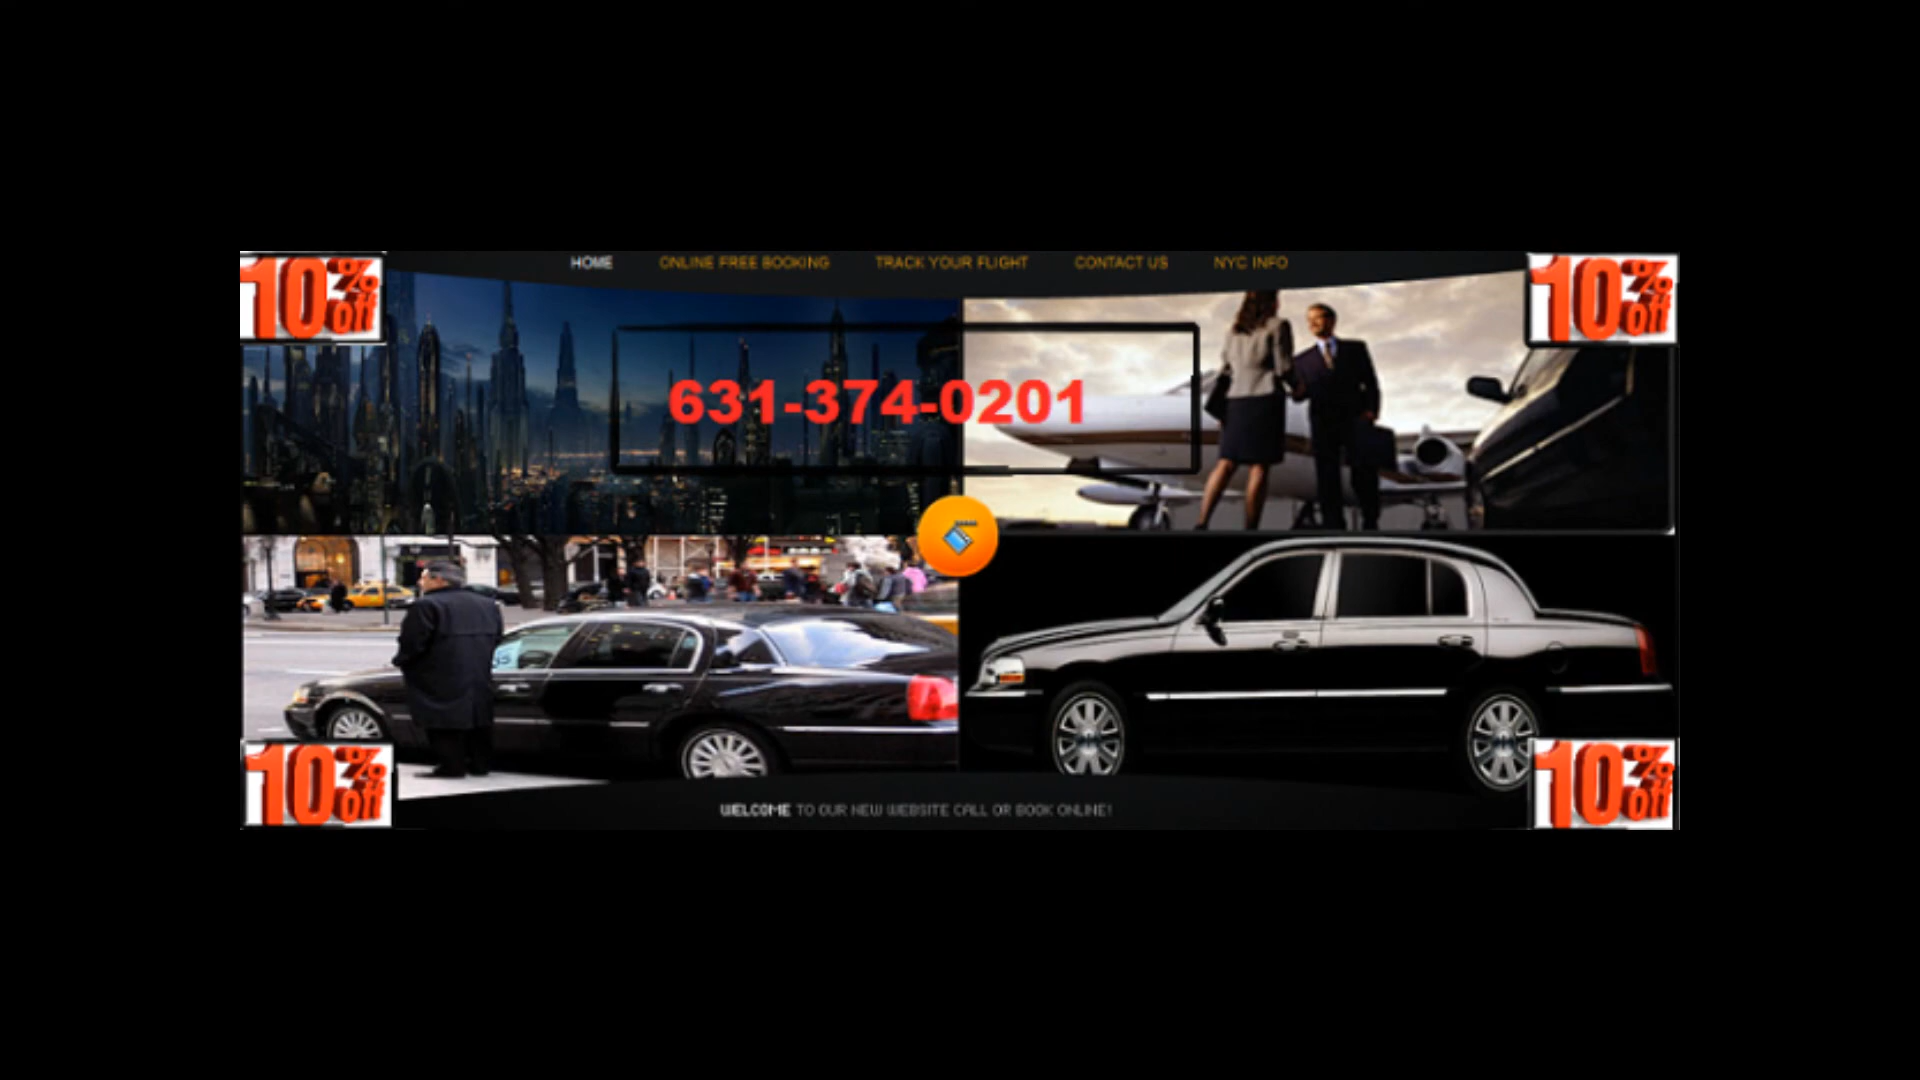 HOME ONLINE FREE BOOKING TRACK YOUR FLIGHT CONTACT US NYC INFO
10% off
10% off
631-374-0201
10% off
10% off
WELCOME TO OUR NEW WEBSITE CALL OR BOOK ONLINE!